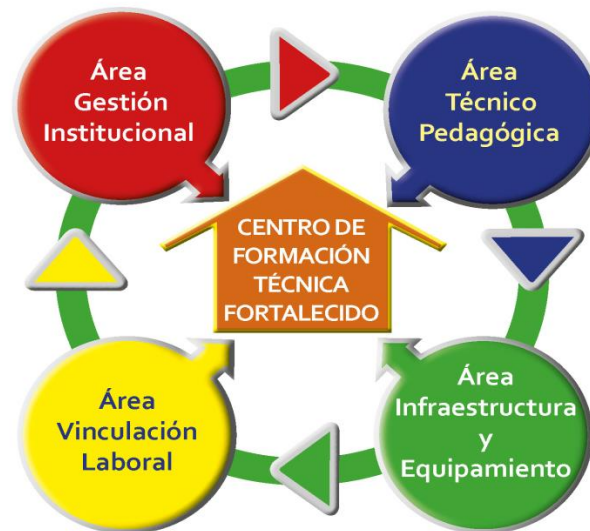 Área
Gestión
Institucional
Área
Técnico
Pedagógica
CENTRO DE
FORMACIÓN
TÉCNICA
FORTALECIDO
Área
Vinculación
Laboral
Área
Infraestructura
y
Equipamiento